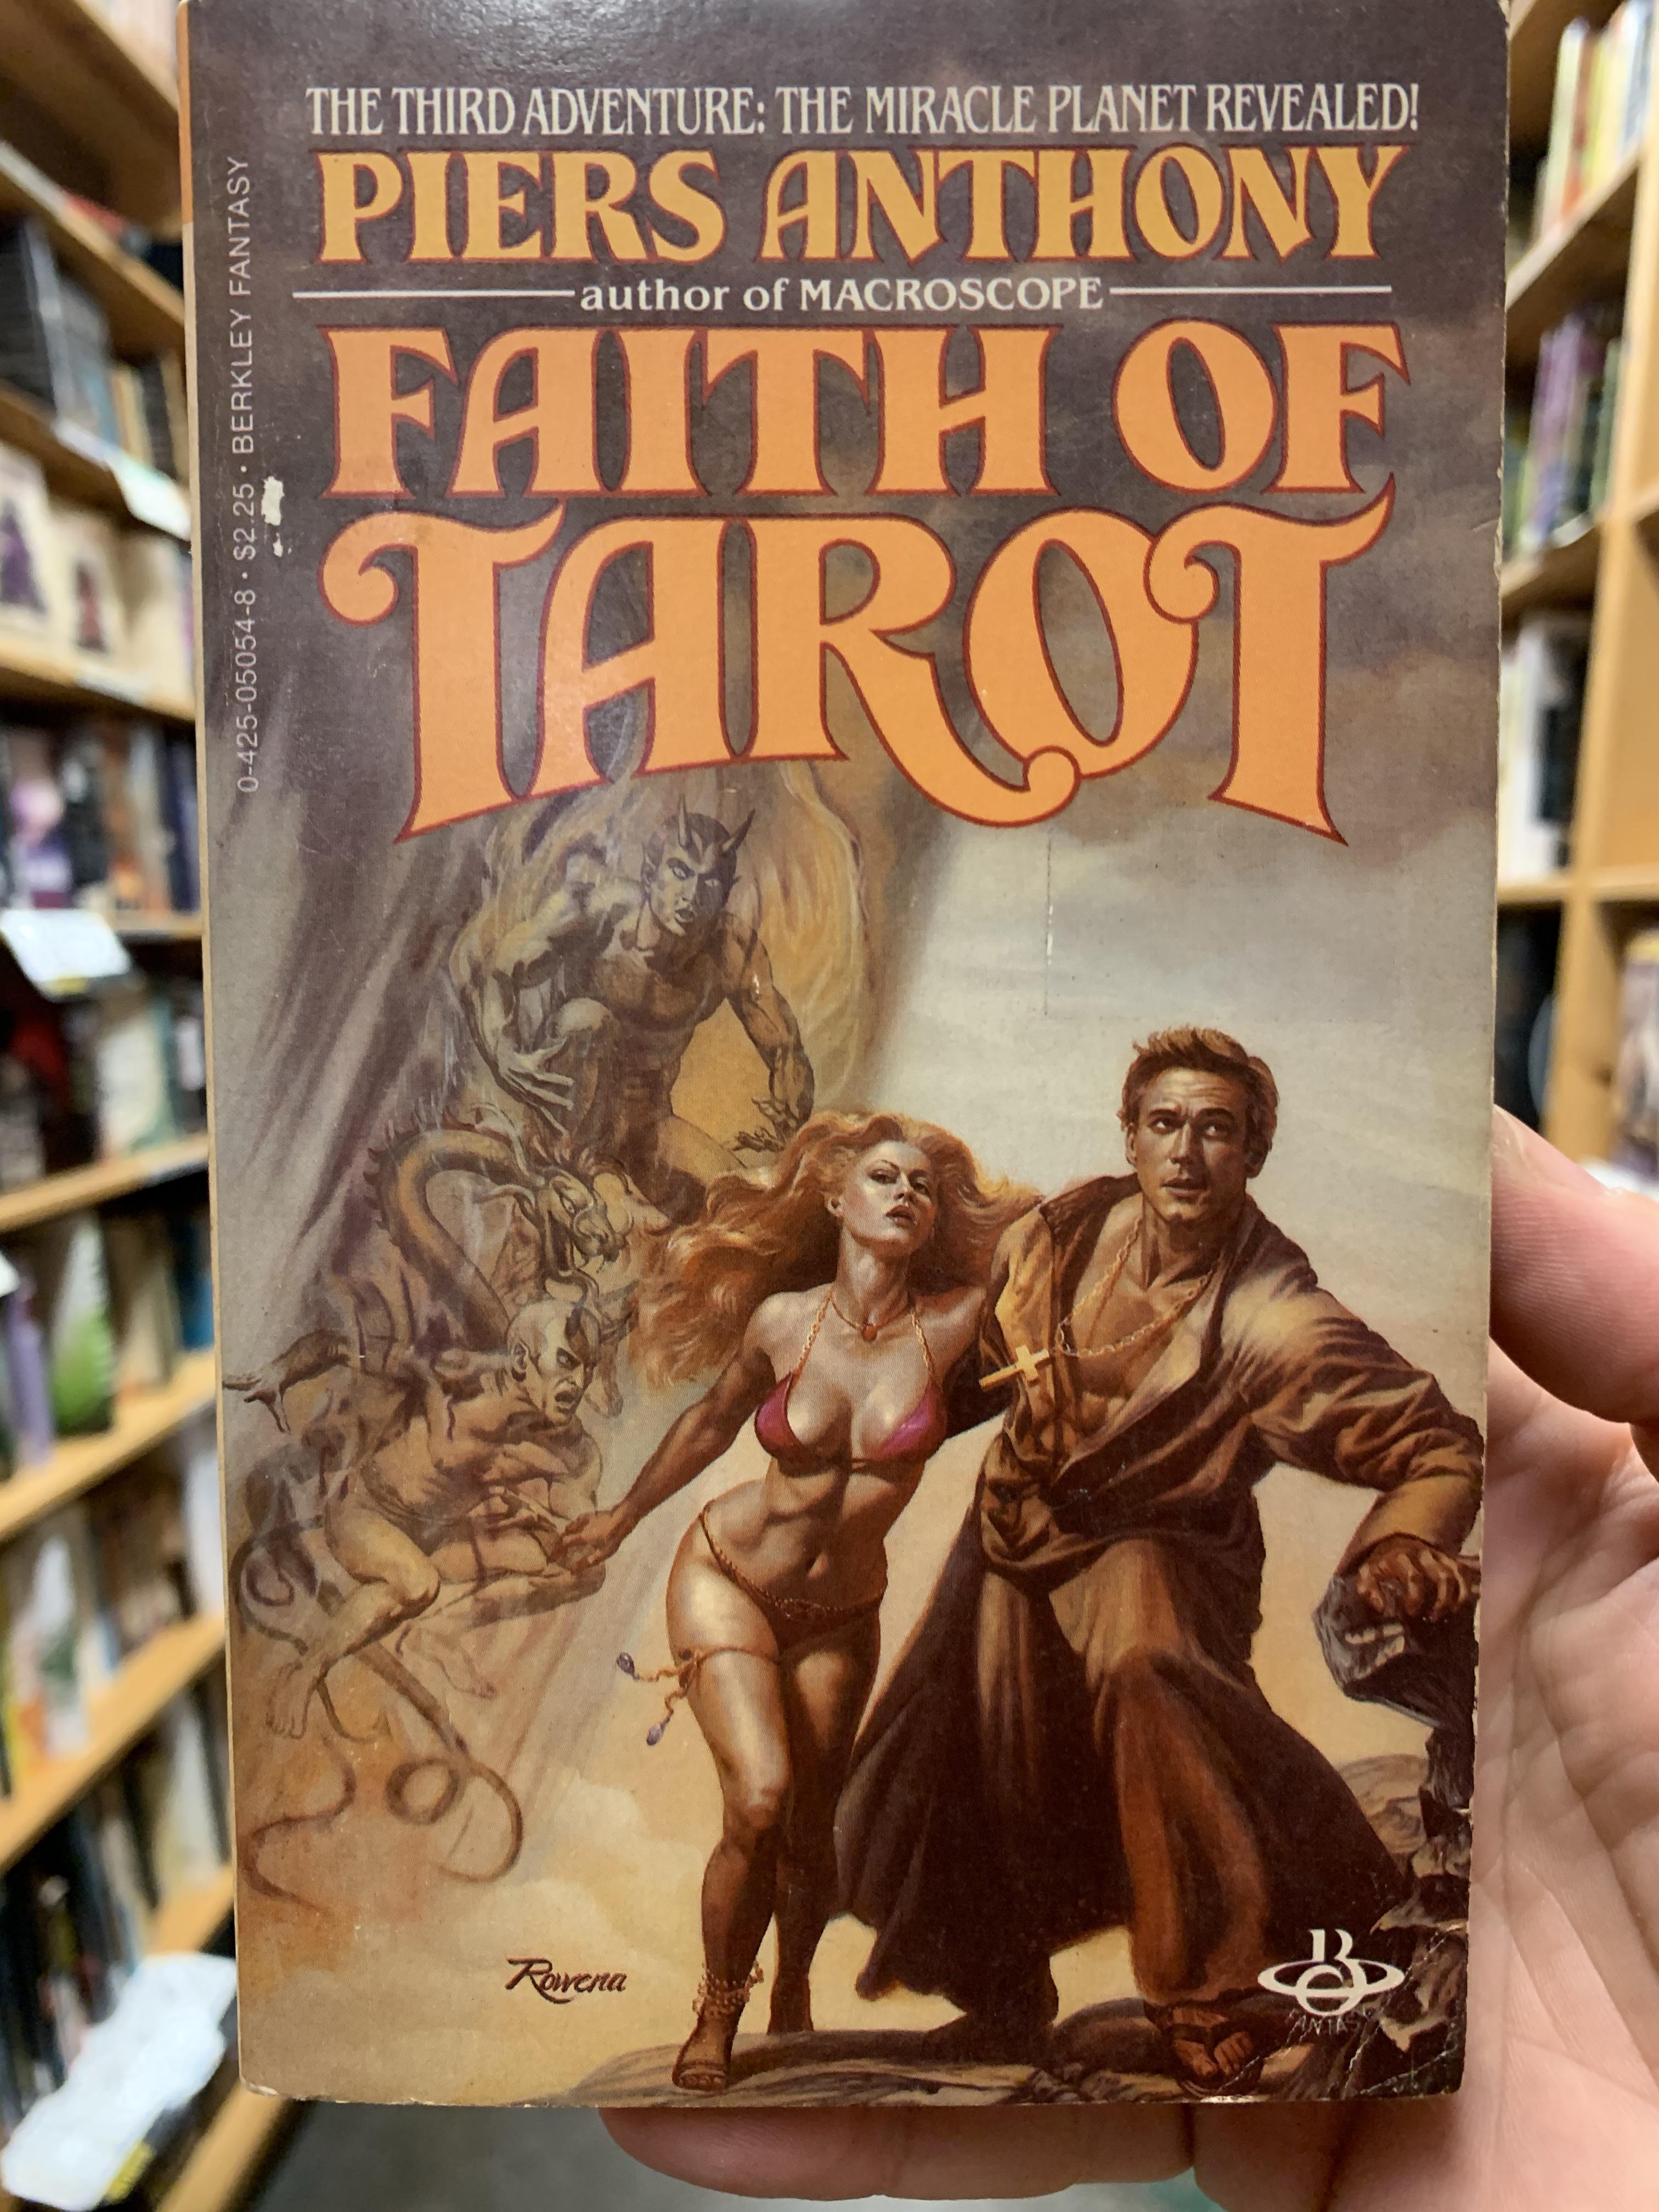 THE THIRD ADVENTURE: THE MIRACLE PLANET REVEALED!
PIERS ANTHONY
author of MACROSCOPE
FAITH OF
TAROT
0-425-05054-8 • $2.25 • BERKLEY FANTASY
Rowena
B